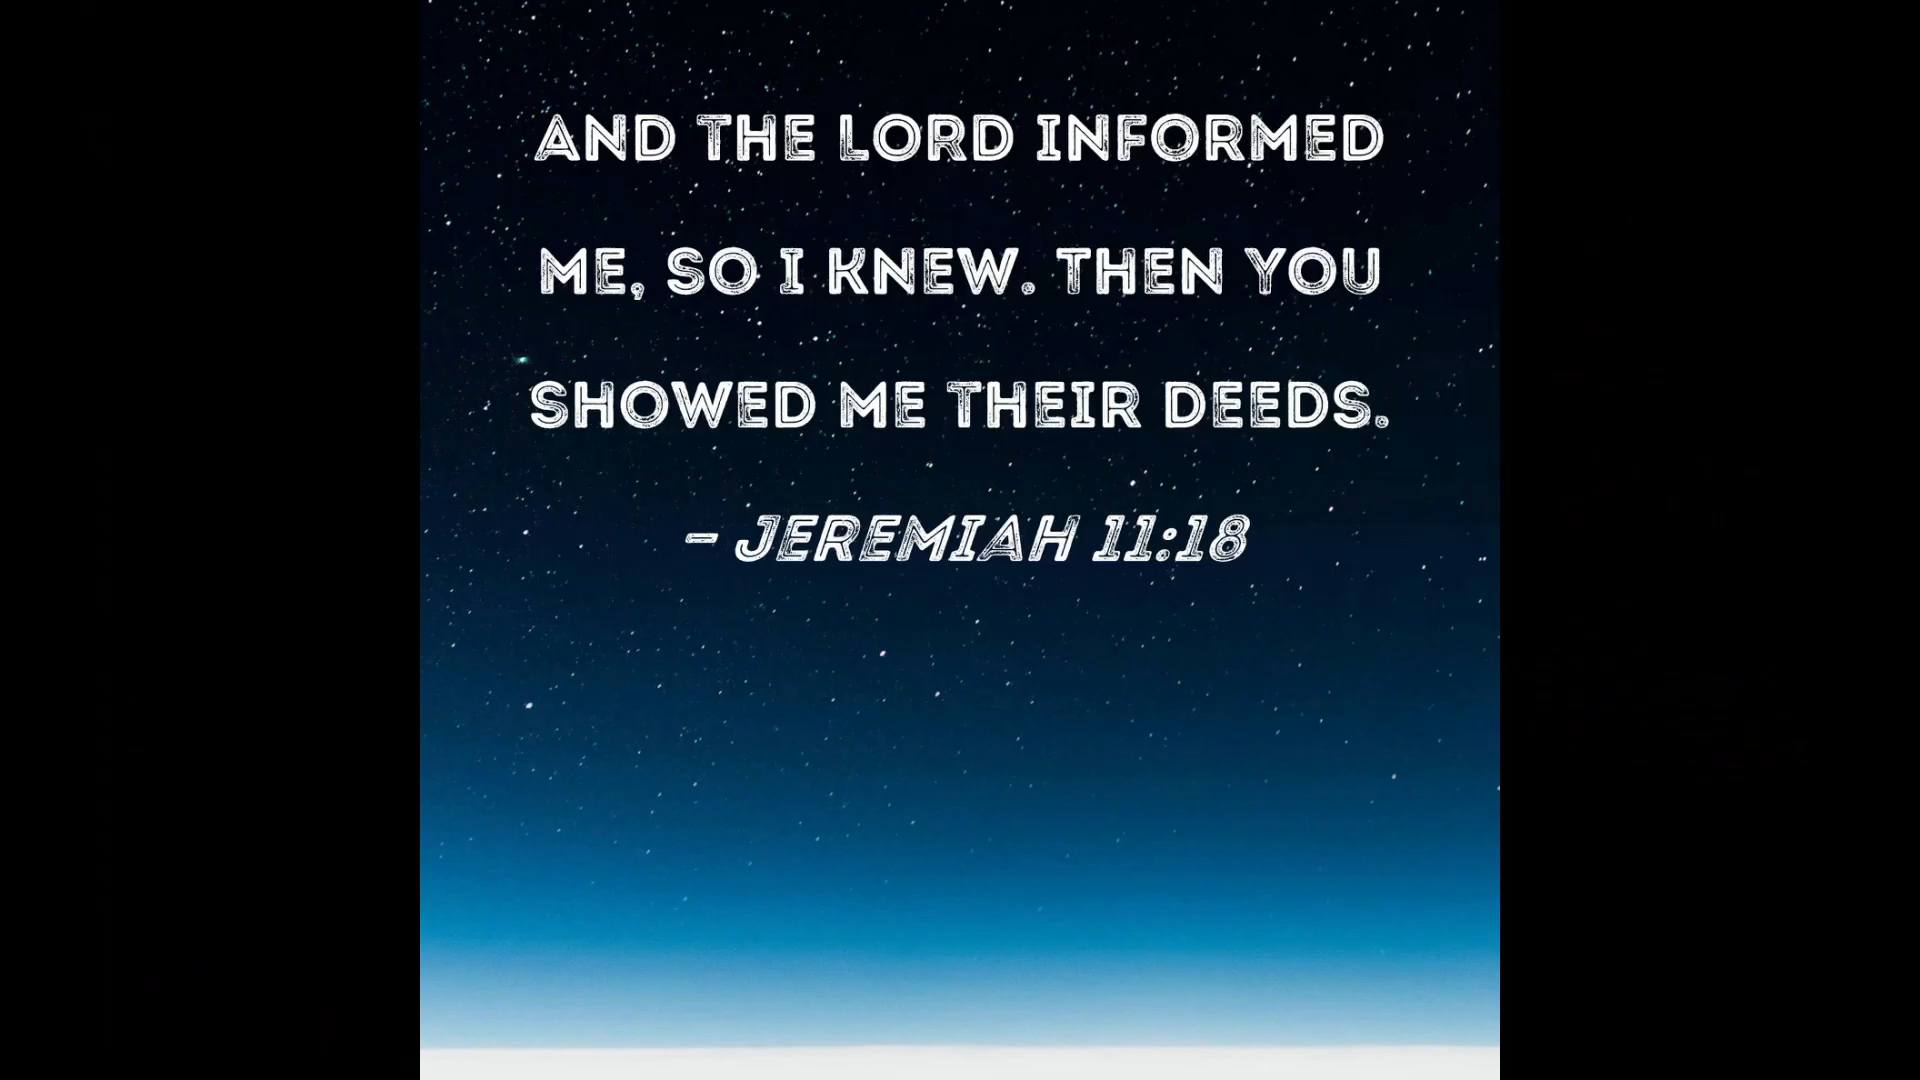 AND THE LORD INFORMED
ME, SO I KNEW. THEN YOU
SHOWED ME THEIR DEEDS.
- JEREMIAH 11:18